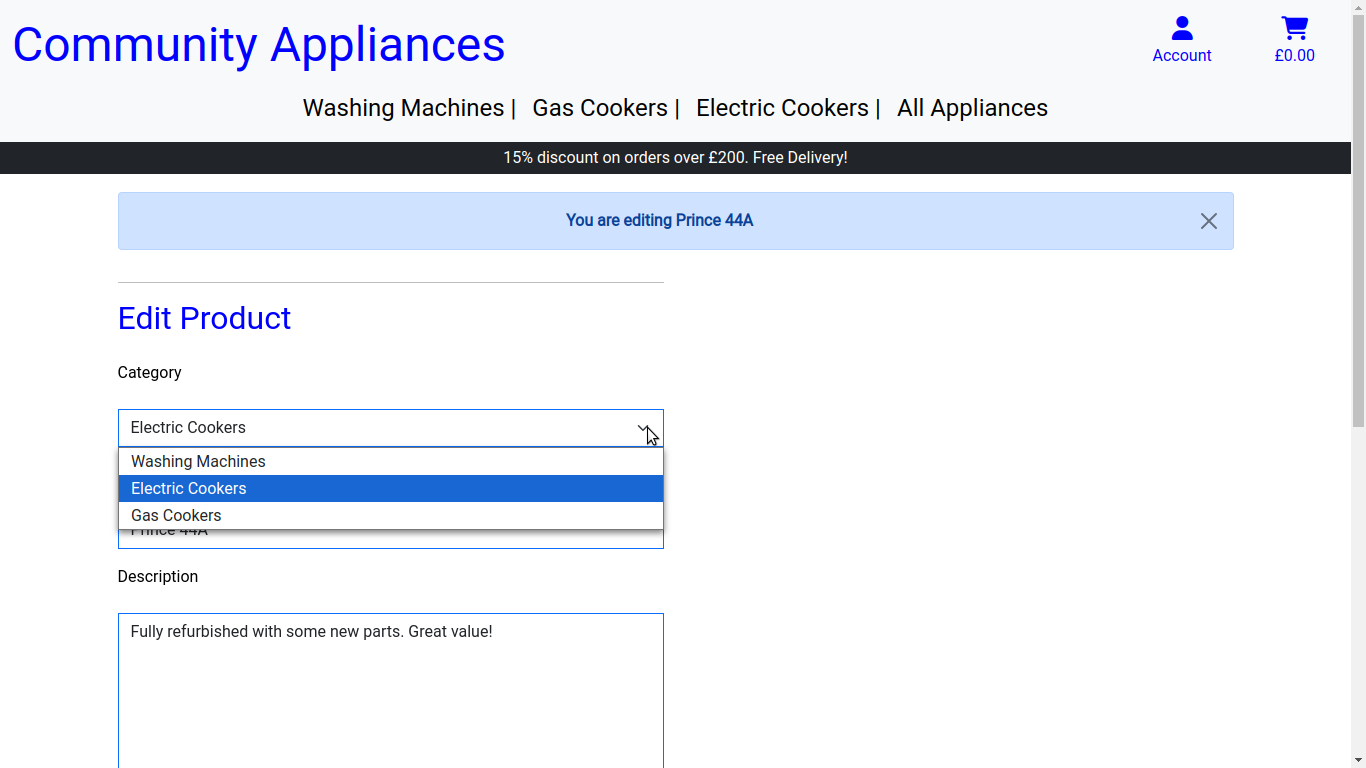 Community Appliances
Account
£0.00
Washing Machines |
Gas Cookers |
Electric Cookers |
All Appliances
15% discount on orders over £200. Free Delivery!
You are editing Prince 44A
Edit Product
Category
Electric Cookers
Washing Machines
Electric Cookers
Gas Cookers
Prince 44A
Description
Fully refurbished with some new parts. Great value!